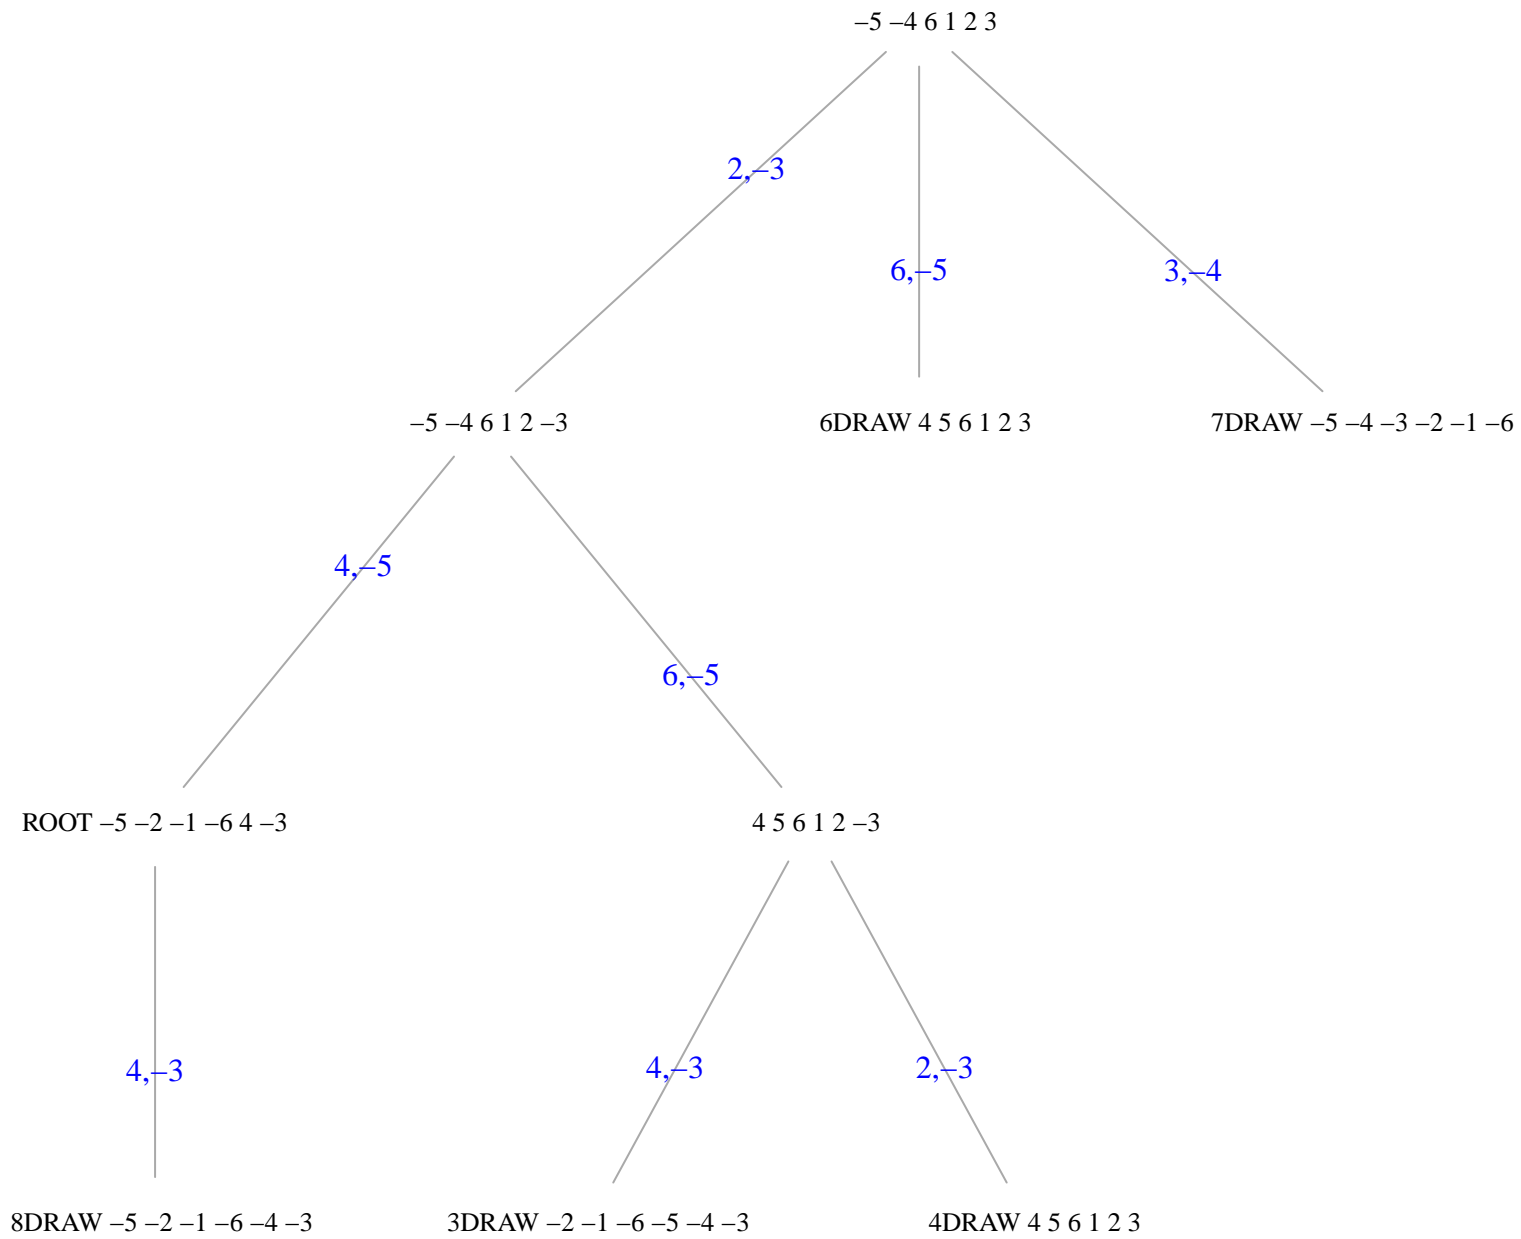 –5 –4 6 1 2 3
2,–3
6,–5
3,–4
–5 –4 6 1 2 –3
6DRAW 4 5 6 1 2 3
7DRAW –5 –4 –3 –2 –1 –6
4,–5
6,–5
ROOT –5 –2 –1 –6 4 –3
4 5 6 1 2 –3
4,–3
4,–3
2,–3
8DRAW –5 –2 –1 –6 –4 –3
3DRAW –2 –1 –6 –5 –4 –3
4DRAW 4 5 6 1 2 3